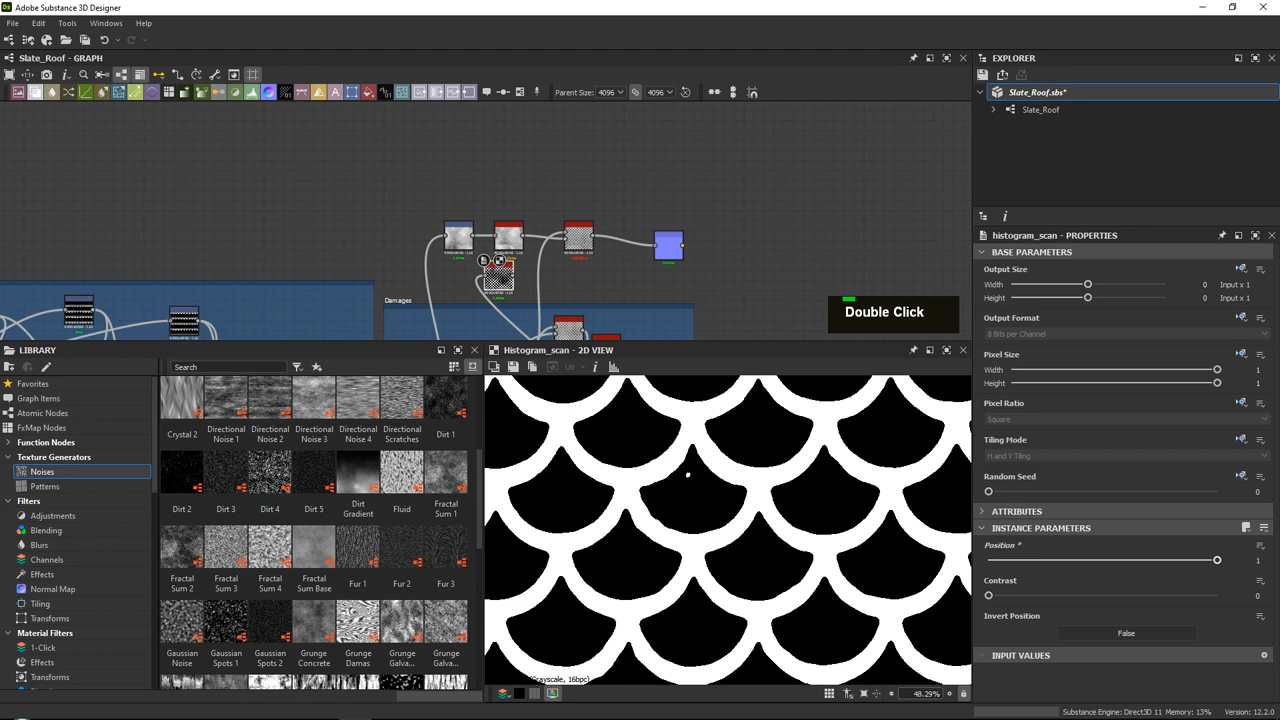 Adobe Substance 3D Designer
File Edit Tools Windows Help
Slate_Roof - GRAPH
Parent Size: 4096 4096
Damages
Double Click
EXPLORER
Slate_Roof.sbs*
Slate_Roof
histogram_scan - PROPERTIES
BASE PARAMETERS
Output Size
Width 0 Input x 1
Height 0 Input x 1
Output Format
8 Bits per Channel
Pixel Size
Width 1
Height 1
Pixel Ratio
Square
Tiling Mode
H and V Tiling
Random Seed
0
ATTRIBUTES
INSTANCE PARAMETERS
Position *
1
Contrast
0
Invert Position
False
INPUT VALUES
LIBRARY
Search
Favorites
Graph Items
Atomic Nodes
FxMap Nodes
Function Nodes
Texture Generators
Noises
Patterns
Filters
Adjustments
Blending
Blurs
Channels
Effects
Normal Map
Tiling
Transforms
Material Filters
1-Click
Effects
Transforms
Crystal 2
Directional Noise 1
Directional Noise 2
Directional Noise 3
Directional Noise 4
Directional Scratches
Dirt 1
Dirt 2
Dirt 3
Dirt 4
Dirt 5
Dirt Gradient
Fluid
Fractal Sum 1
Fractal Sum 2
Fractal Sum 3
Fractal Sum 4
Fractal Sum Base
Fur 1
Fur 2
Fur 3
Gaussian Noise
Gaussian Spots 1
Gaussian Spots 2
Grunge Concrete
Grunge Damas
Grunge Galva...
Grunge Galva...
Histogram_scan - 2D VIEW
UV
(Grayscale, 16bpc)
48.29%
Substance Engine: Direct3D 11 Memory: 13% Version: 12.2.0